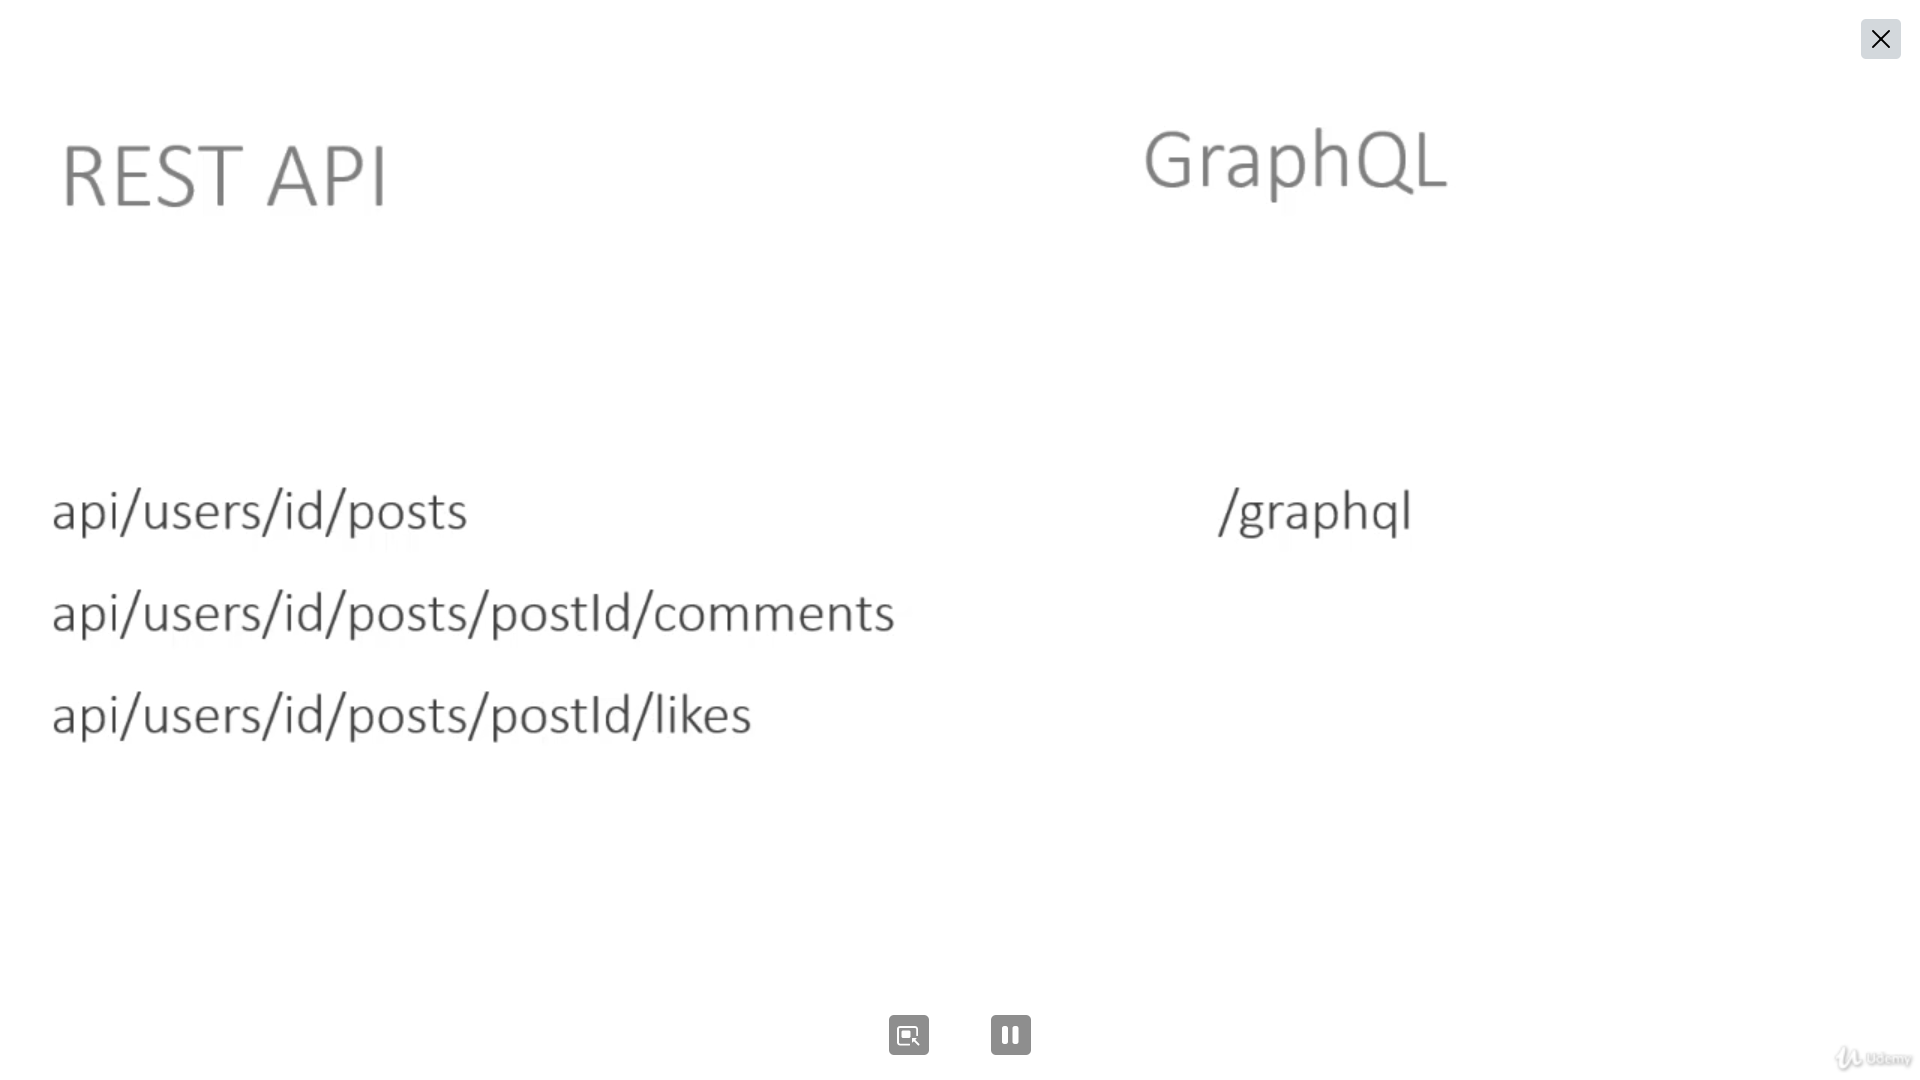 REST API
api/users/id/posts
api/users/id/posts/postId/comments
api/users/id/posts/postId/likes
GraphQL
/graphql
Udemy